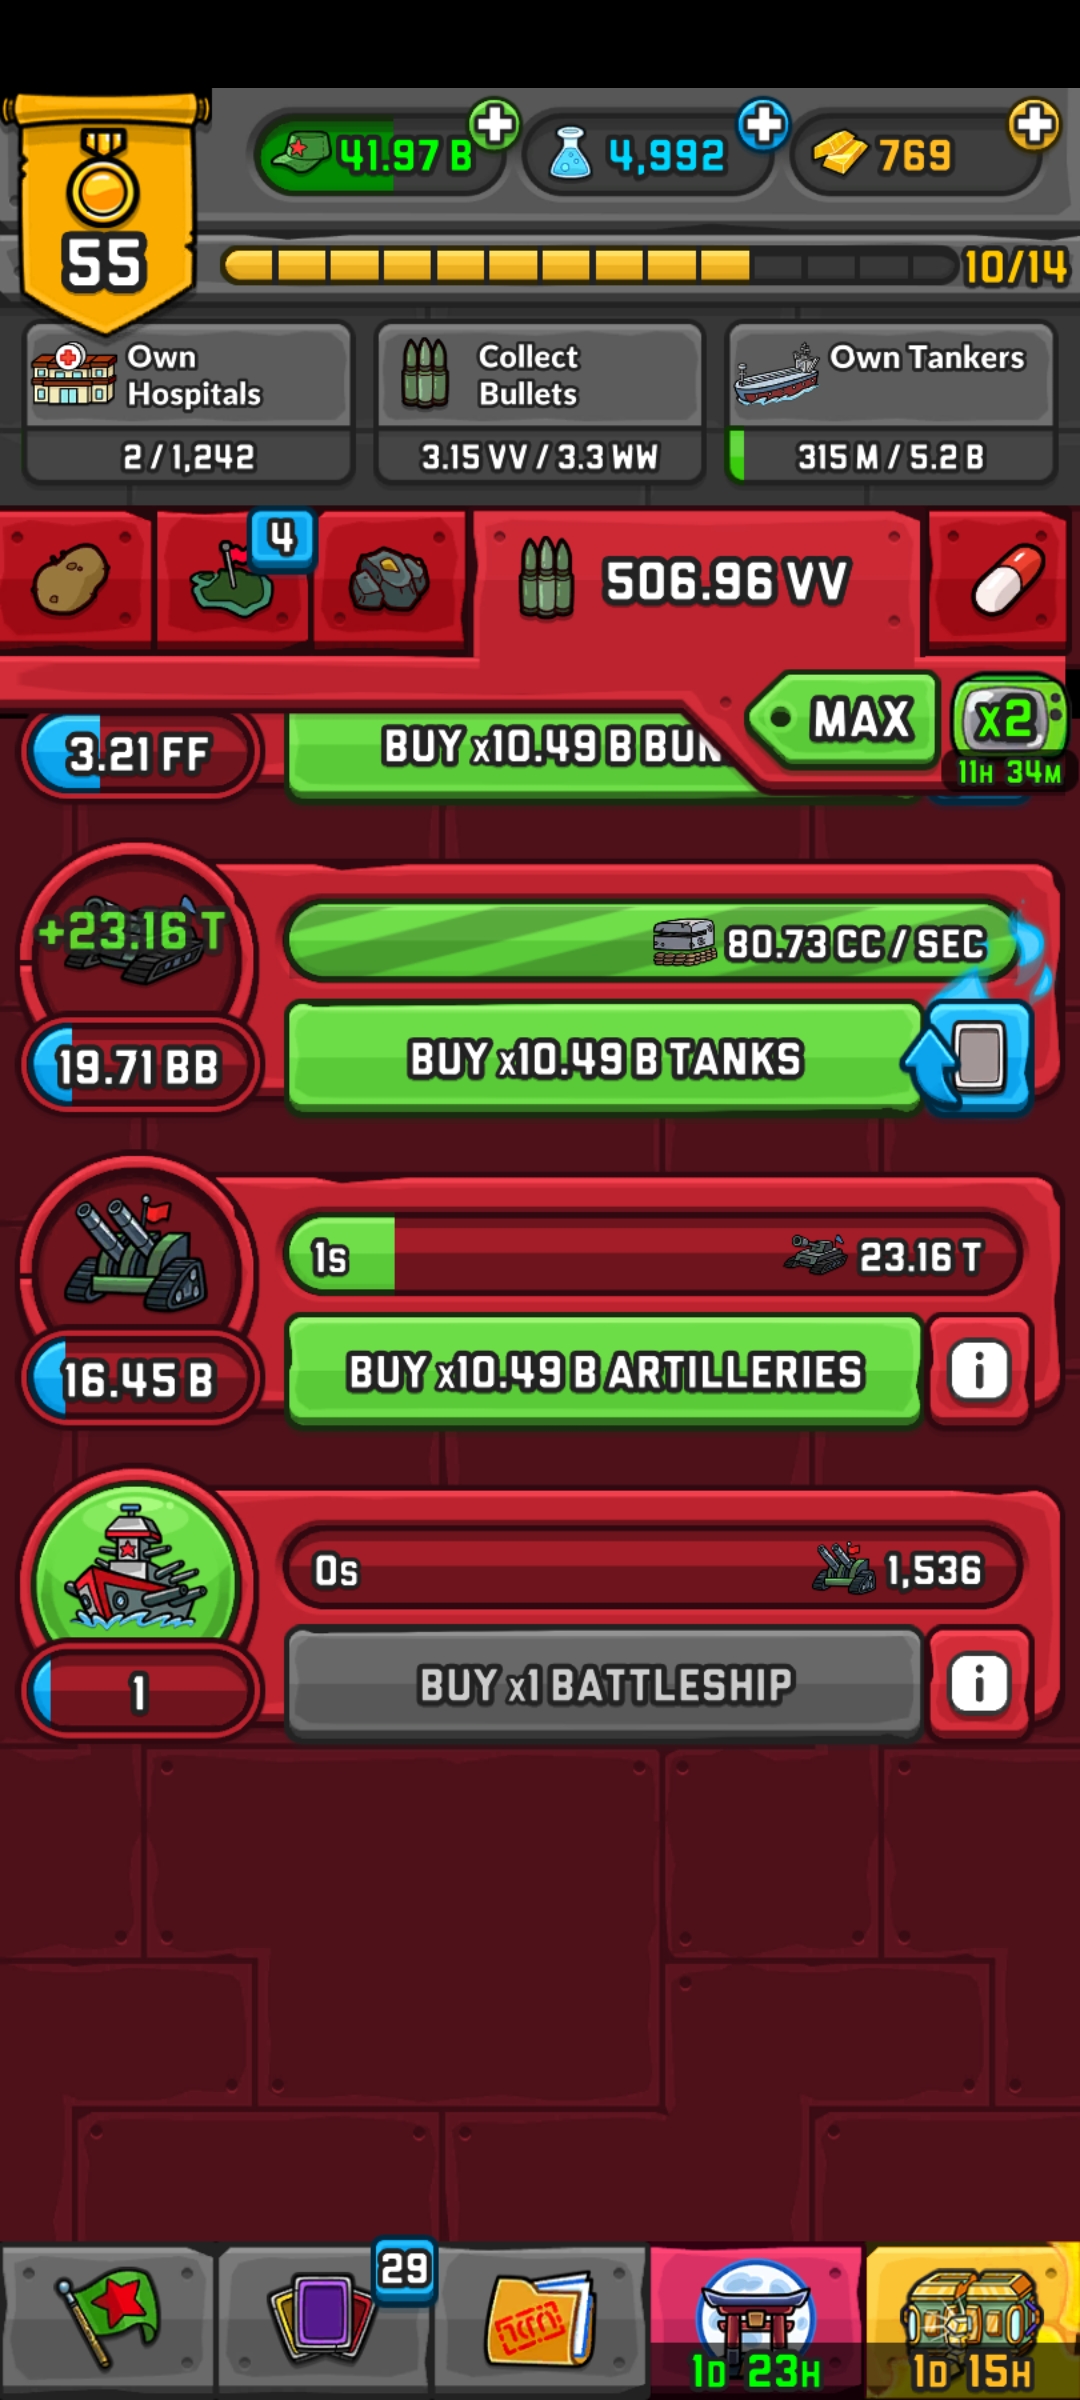 41.97 B
4,992
769
55
10/14
Own
Hospitals
2 / 1,242
Collect
Bullets
3.15 VV / 3.3 WW
Own Tankers
315 M / 5.2 B
4
506.96 VV
MAX
x2
11H 34M
3.21 FF
BUY x10.49 B
+23.16 T
80.73 CC / SEC
19.71 BB
BUY x10.49 B TANKS
1s
23.16 T
16.45 B
BUY x10.49 B ARTILLERIES
i
0s
1,536
1
BUY x1 BATTLESHIP
i
29
1D 23H
1D 15H